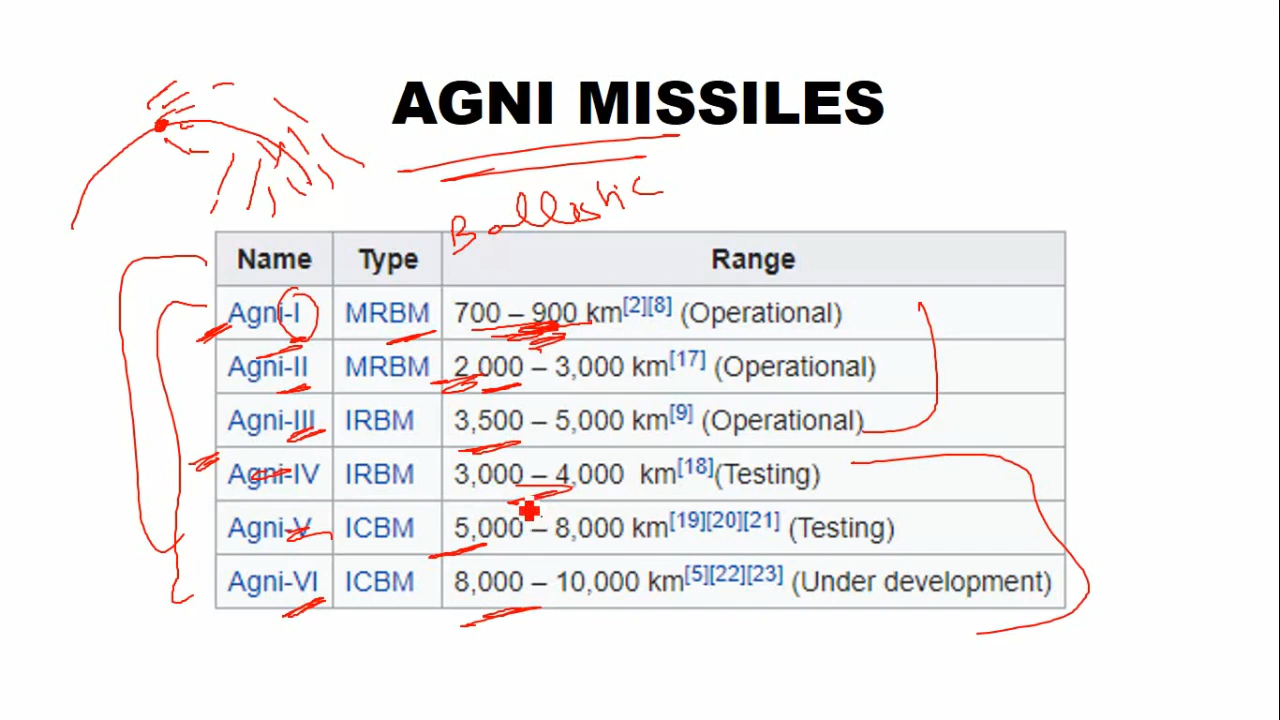 AGNI MISSILES
Ballistic
Name Type Range
Agni-I MRBM 700 – 900 km[2][8] (Operational)
Agni-II MRBM 2,000 – 3,000 km[17] (Operational)
Agni-III IRBM 3,500 – 5,000 km[9] (Operational)
Agni-IV IRBM 3,000 – 4,000 km[18](Testing)
Agni-V ICBM 5,000 – 8,000 km[19][20][21] (Testing)
Agni-VI ICBM 8,000 – 10,000 km[5][22][23] (Under development)